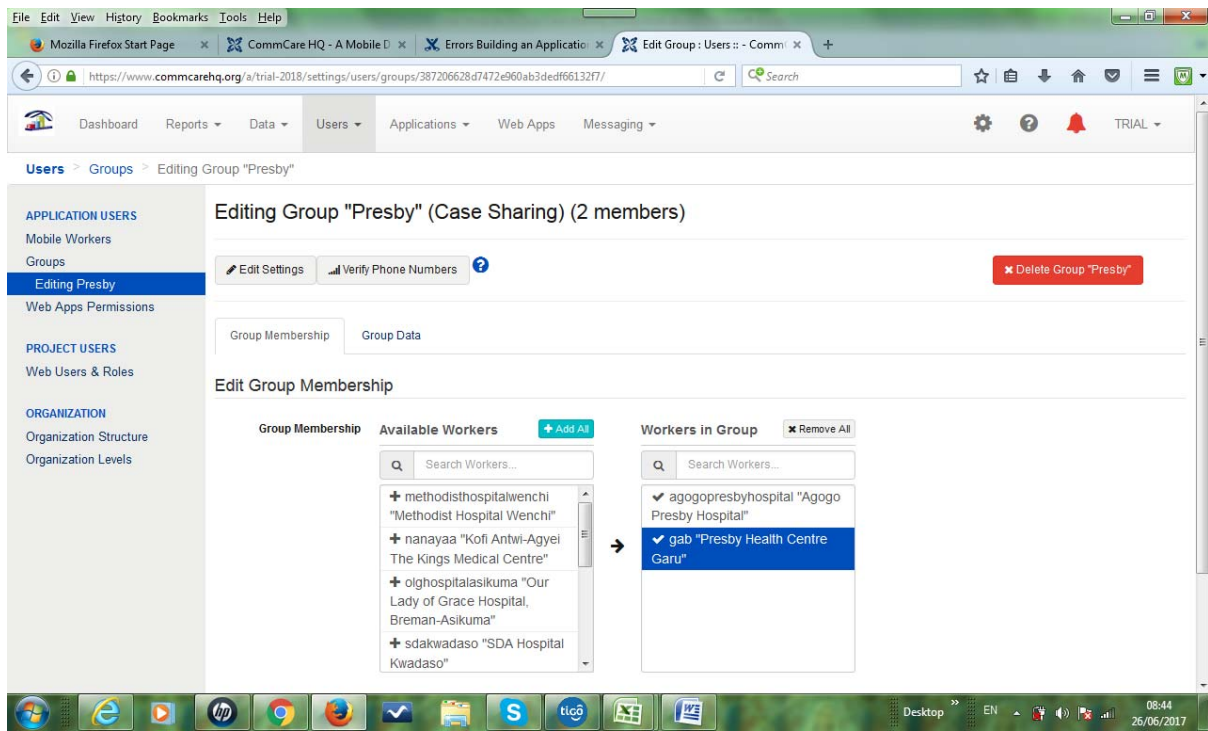 File Edit View History Bookmarks Tools Help
Mozilla Firefox Start Page × CommCare HQ - A Mobile D × Errors Building an Applicatio × Edit Group : Users :: - Comm × +
https://www.commcarehq.org/a/trial-2018/settings/users/groups/387206628d7472e960ab3dedf66132f7/ Search
Dashboard Reports Data Users Applications Web Apps Messaging TRIAL
Users > Groups > Editing Group "Presby"
APPLICATION USERS
Mobile Workers
Groups
Editing Presby
Web Apps Permissions
PROJECT USERS
Web Users & Roles
ORGANIZATION
Organization Structure
Organization Levels
Editing Group "Presby" (Case Sharing) (2 members)
Edit Settings Verify Phone Numbers ? Delete Group "Presby"
Group Membership Group Data
Edit Group Membership
Group Membership
Available Workers + Add All
Search Workers...
+ methodisthospitalwenchi
"Methodist Hospital Wenchi"
+ nanayaa "Kofi Antwi-Agyei
The Kings Medical Centre"
+ olghospitalasikuma "Our
Lady of Grace Hospital,
Breman-Asikuma"
+ sdakwadaso "SDA Hospital
Kwadaso"
Workers in Group × Remove All
Search Workers...
✔ agogopresbyhospital "Agogo
Presby Hospital"
✔ gab "Presby Health Centre
Garu"
hp S tiGô Desktop » EN 08:44
26/06/2017